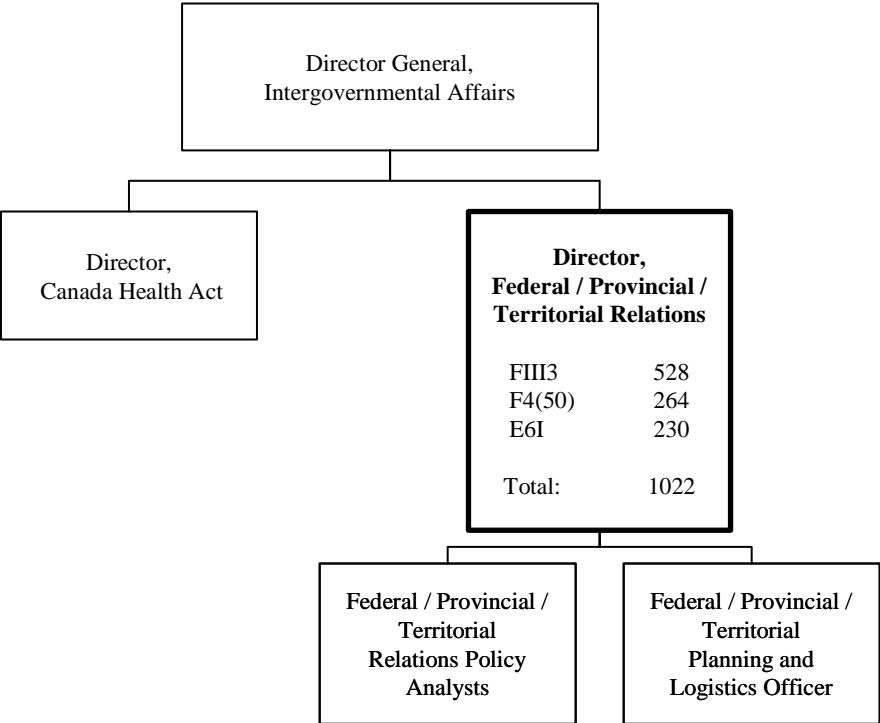 Director General,
Intergovernmental Affairs
Director,
Canada Health Act
Director,
Federal / Provincial /
Territorial Relations
FIII3 528
F4(50) 264
E6I 230
Total: 1022
Federal / Provincial /
Territorial
Relations Policy
Analysts
Federal / Provincial /
Territorial
Planning and
Logistics Officer